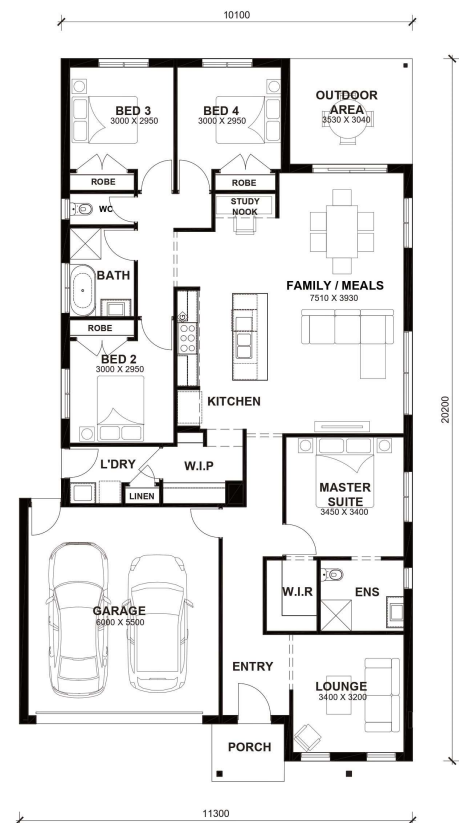 10100
BED 3
3000 X 2950
BED 4
3000 X 2950
OUTDOOR
AREA
3530 X 3040
ROBE
ROBE
WC
STUDY
NOOK
BATH
FAMILY / MEALS
7510 X 3930
ROBE
BED 2
3000 X 2950
KITCHEN
20200
L'DRY
W.I.P
LINEN
MASTER
SUITE
3450 X 3400
W.I.R
ENS
GARAGE
6000 X 5500
ENTRY
LOUNGE
3400 X 3200
PORCH
11300